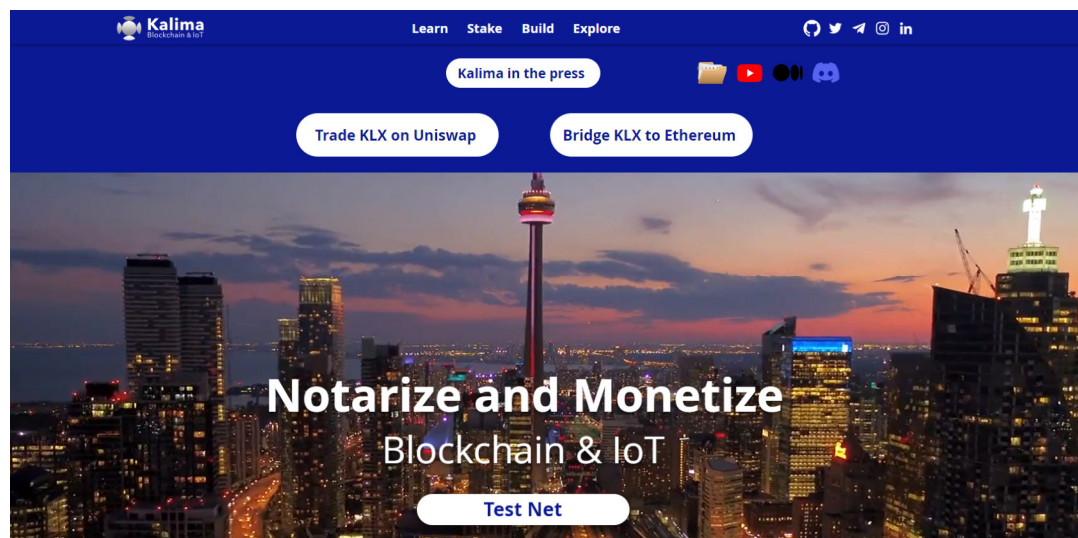 Kalima
Blockchain & IoT
Learn Stake Build Explore
Kalima in the press
Trade KLX on Uniswap Bridge KLX to Ethereum
Notarize and Monetize
Blockchain & IoT
Test Net